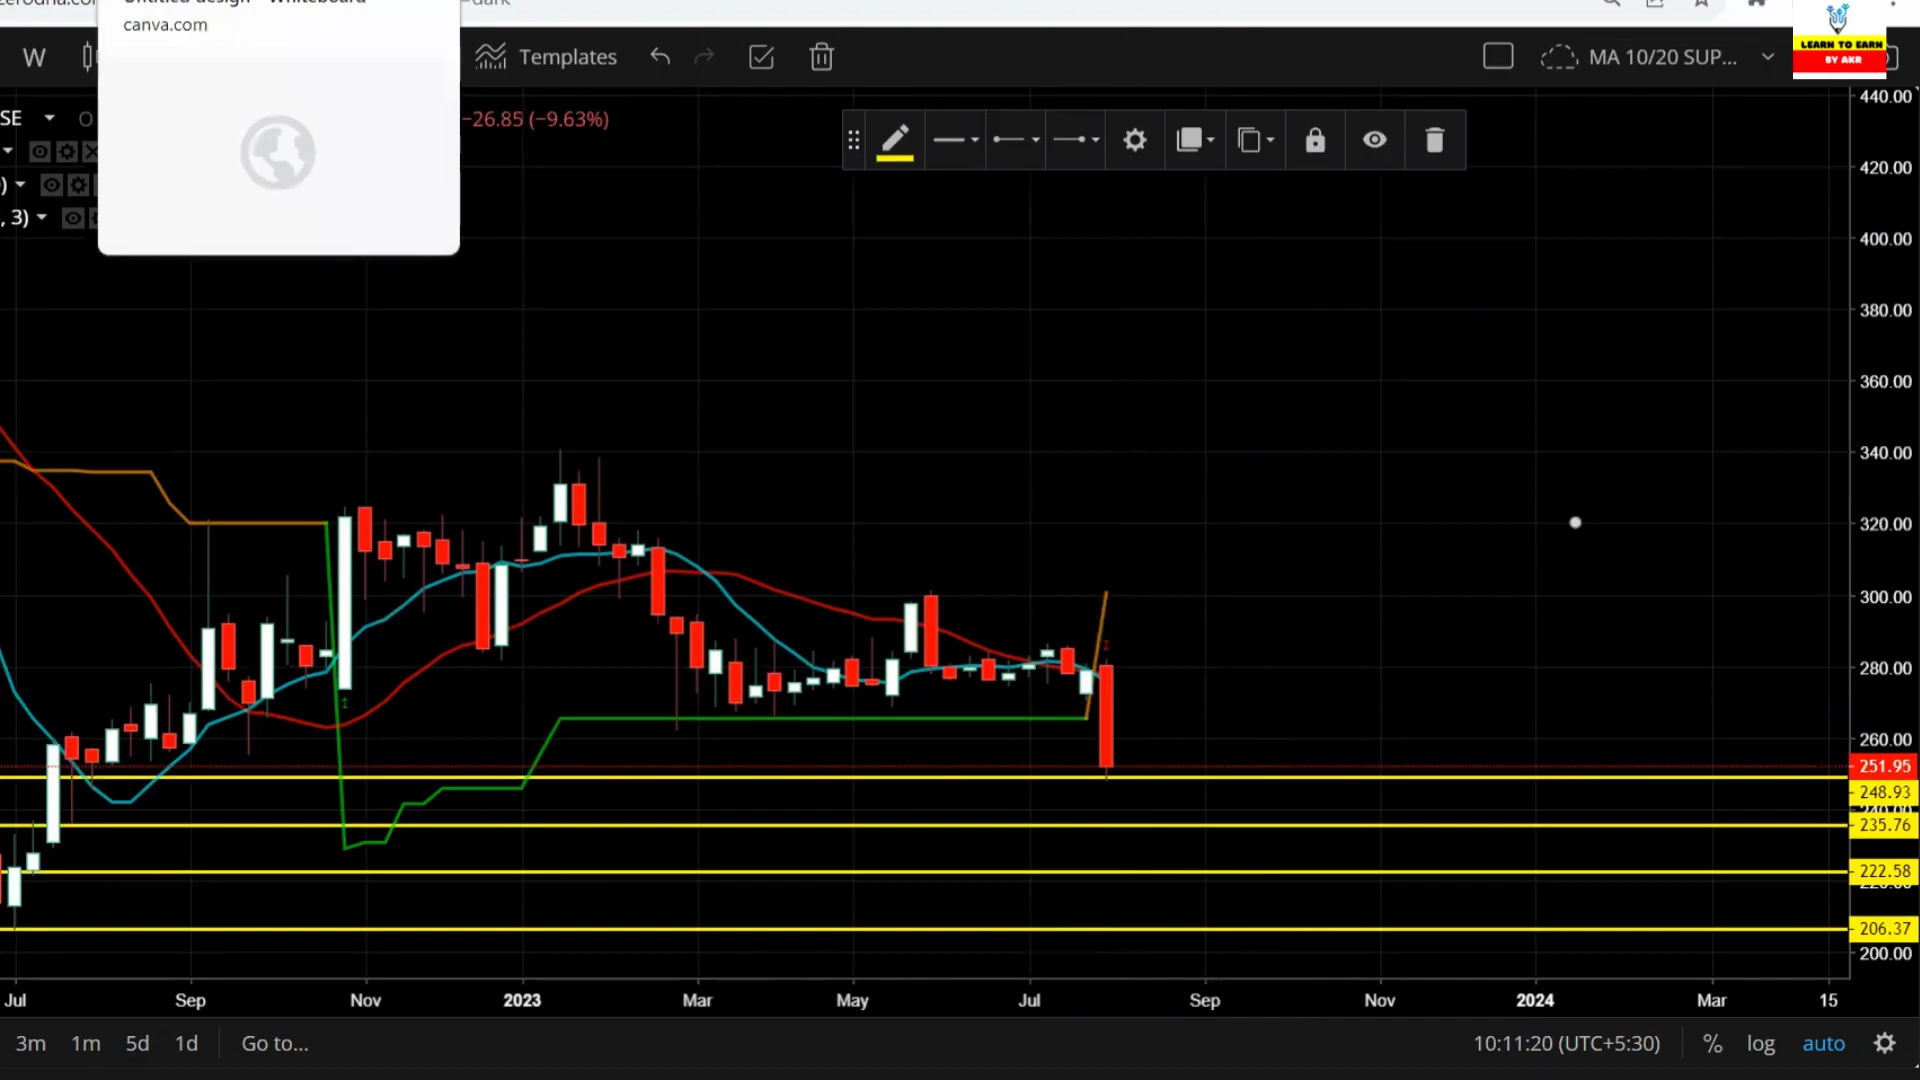 canva.com
W
Templates
MA 10/20 SUP...
LEARN TO EARN
BY AKR
SE
O
−26.85 (−9.63%)
)
, 3)
440.00
420.00
400.00
380.00
360.00
340.00
320.00
300.00
280.00
260.00
251.95
248.93
235.76
222.58
206.37
200.00
Jul
Sep
Nov
2023
Mar
May
Jul
Sep
Nov
2024
Mar
15
3m
1m
5d
1d
Go to...
10:11:20 (UTC+5:30)
%
log
auto